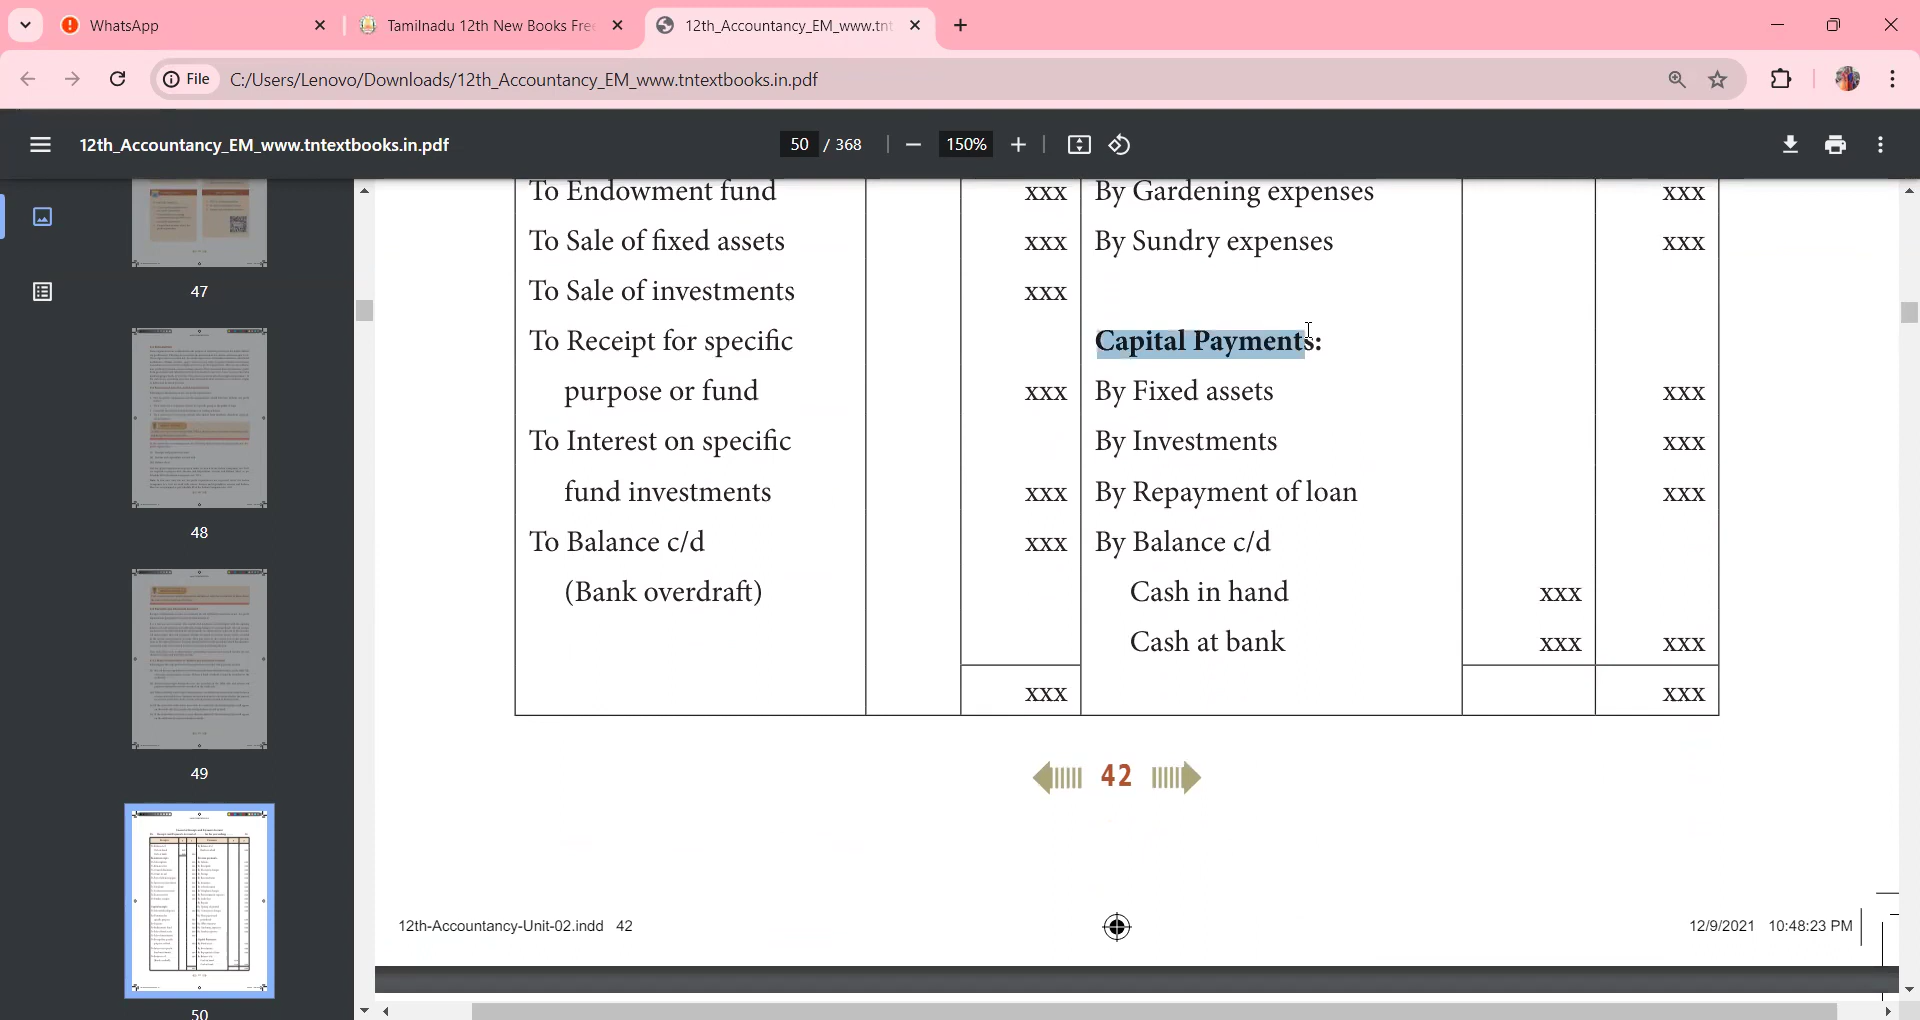 WhatsApp
Tamilnadu 12th New Books Free
12th_Accountancy_EM_www.tnt
File
C:/Users/Lenovo/Downloads/12th_Accountancy_EM_www.tntextbooks.in.pdf
12th_Accountancy_EM_www.tntextbooks.in.pdf
50 / 368
150%
47
48
49
50
To Endowment fund xxx By Gardening expenses xxx
To Sale of fixed assets xxx By Sundry expenses xxx
To Sale of investments xxx
To Receipt for specific Capital Payments:
purpose or fund xxx By Fixed assets xxx
To Interest on specific By Investments xxx
fund investments xxx By Repayment of loan xxx
To Balance c/d xxx By Balance c/d
(Bank overdraft) Cash in hand xxx
Cash at bank xxx xxx
xxx xxx
42
12th-Accountancy-Unit-02.indd 42
12/9/2021 10:48:23 PM